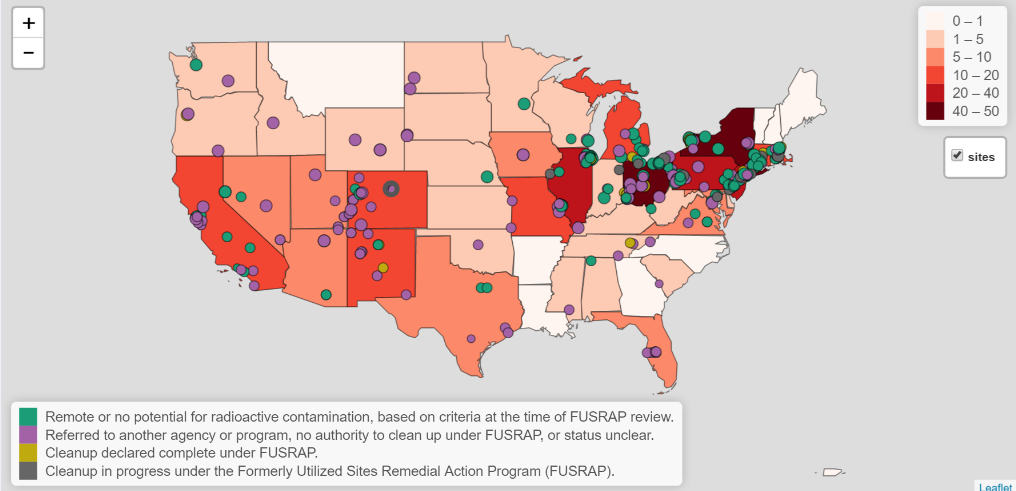 +
−
0 – 1
1 – 5
5 – 10
10 – 20
20 – 40
40 – 50
sites
Remote or no potential for radioactive contamination, based on criteria at the time of FUSRAP review.
Referred to another agency or program, no authority to clean up under FUSRAP, or status unclear.
Cleanup declared complete under FUSRAP.
Cleanup in progress under the Formerly Utilized Sites Remedial Action Program (FUSRAP).
Leaflet